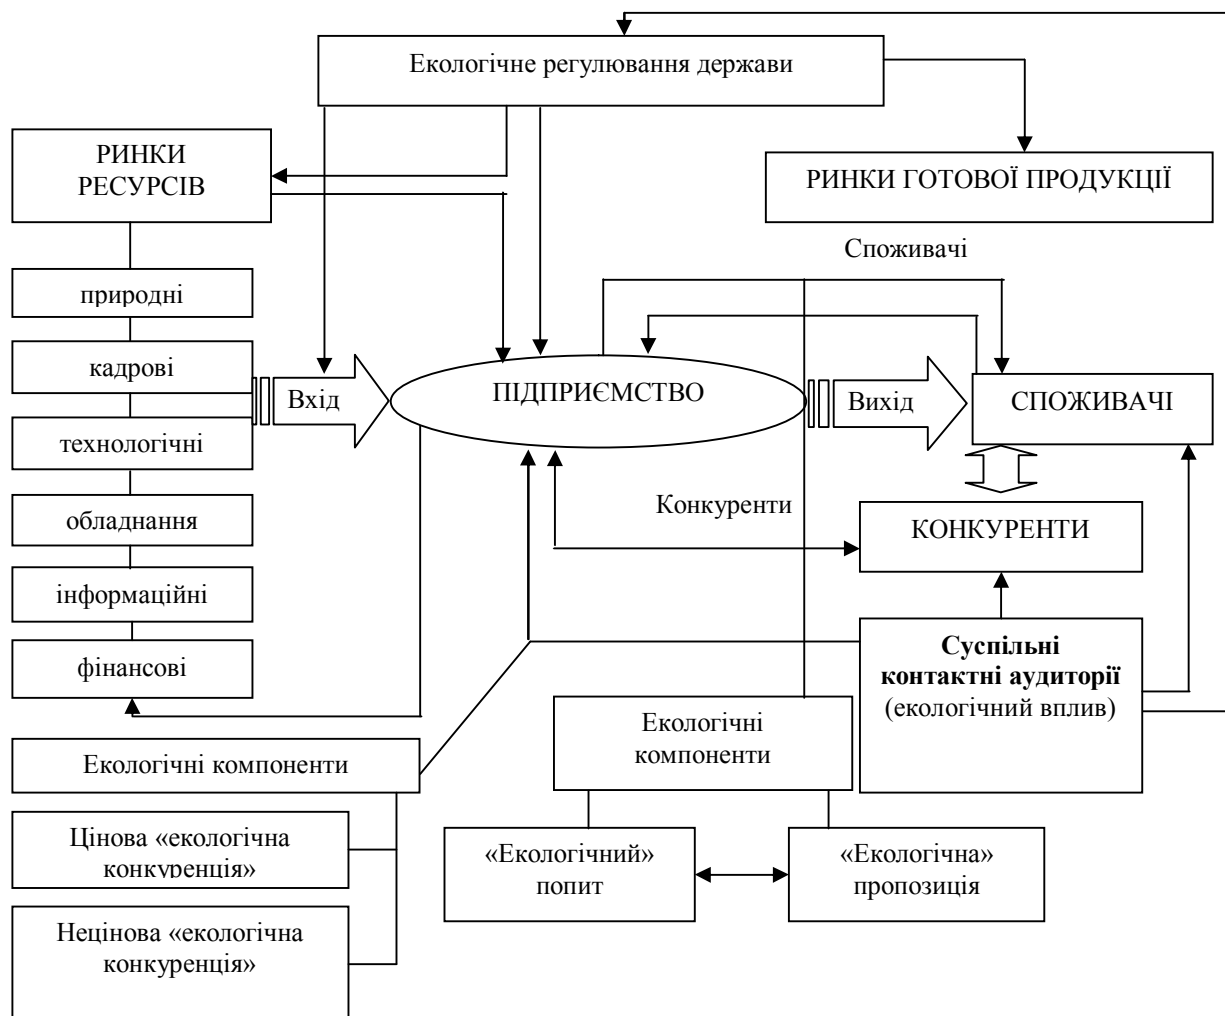 Екологічне регулювання держави
РИНКИ
РЕСУРСІВ
РИНКИ ГОТОВОЇ ПРОДУКЦІЇ
Споживачі
природні
кадрові
технологічні
обладнання
інформаційні
фінансові
Вхід
ПІДПРИЄМСТВО
Вихід
СПОЖИВАЧІ
Конкуренти
КОНКУРЕНТИ
Суспільні
контактні аудиторії
(екологічний вплив)
Екологічні
компоненти
Екологічні компоненти
Цінова «екологічна
конкуренція»
Нецінова «екологічна
конкуренція»
«Екологічний»
попит
«Екологічна»
пропозиція